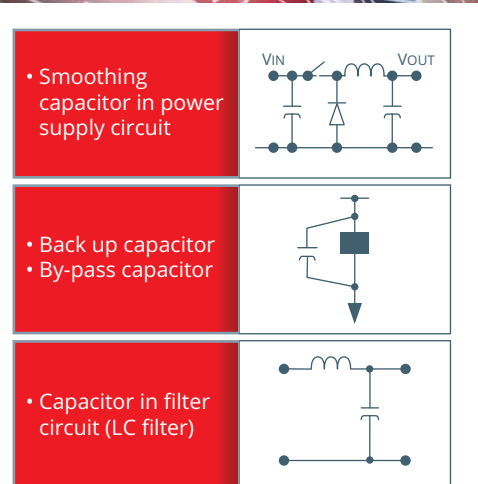 • Smoothing
capacitor in power
supply circuit
VIN VOUT
• Back up capacitor
• By-pass capacitor
• Capacitor in filter
circuit (LC filter)